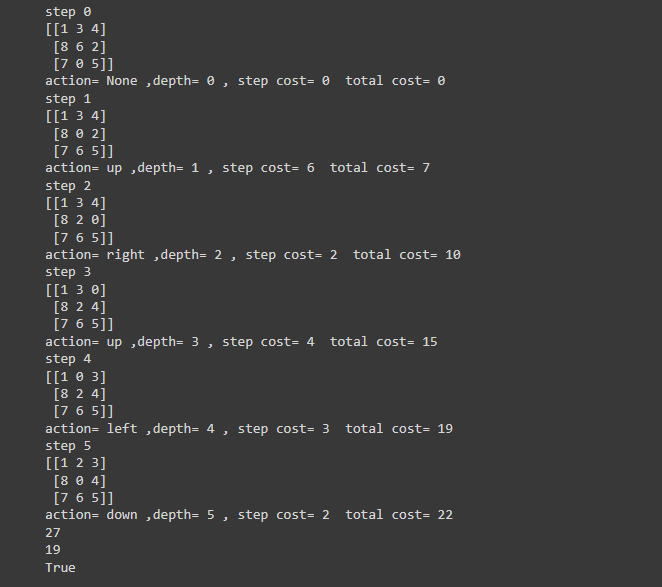 step 0
[[1 3 4]
 [8 6 2]
 [7 0 5]]
action= None ,depth= 0 , step cost= 0  total cost= 0
step 1
[[1 3 4]
 [8 0 2]
 [7 6 5]]
action= up ,depth= 1 , step cost= 6  total cost= 7
step 2
[[1 3 4]
 [8 2 0]
 [7 6 5]]
action= right ,depth= 2 , step cost= 2  total cost= 10
step 3
[[1 3 0]
 [8 2 4]
 [7 6 5]]
action= up ,depth= 3 , step cost= 4  total cost= 15
step 4
[[1 0 3]
 [8 2 4]
 [7 6 5]]
action= left ,depth= 4 , step cost= 3  total cost= 19
step 5
[[1 2 3]
 [8 0 4]
 [7 6 5]]
action= down ,depth= 5 , step cost= 2  total cost= 22
27
19
True